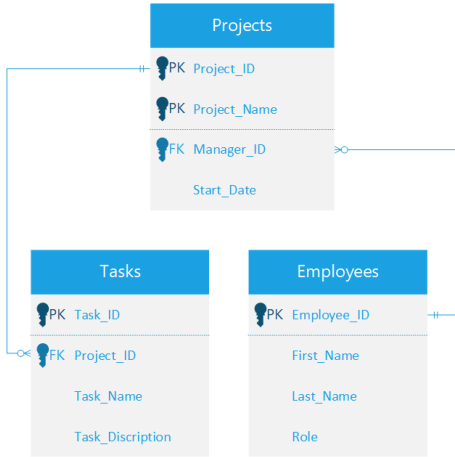 Projects
PK Project_ID
PK Project_Name
FK Manager_ID
Start_Date
Tasks
PK Task_ID
FK Project_ID
Task_Name
Task_Discription
Employees
PK Employee_ID
First_Name
Last_Name
Role